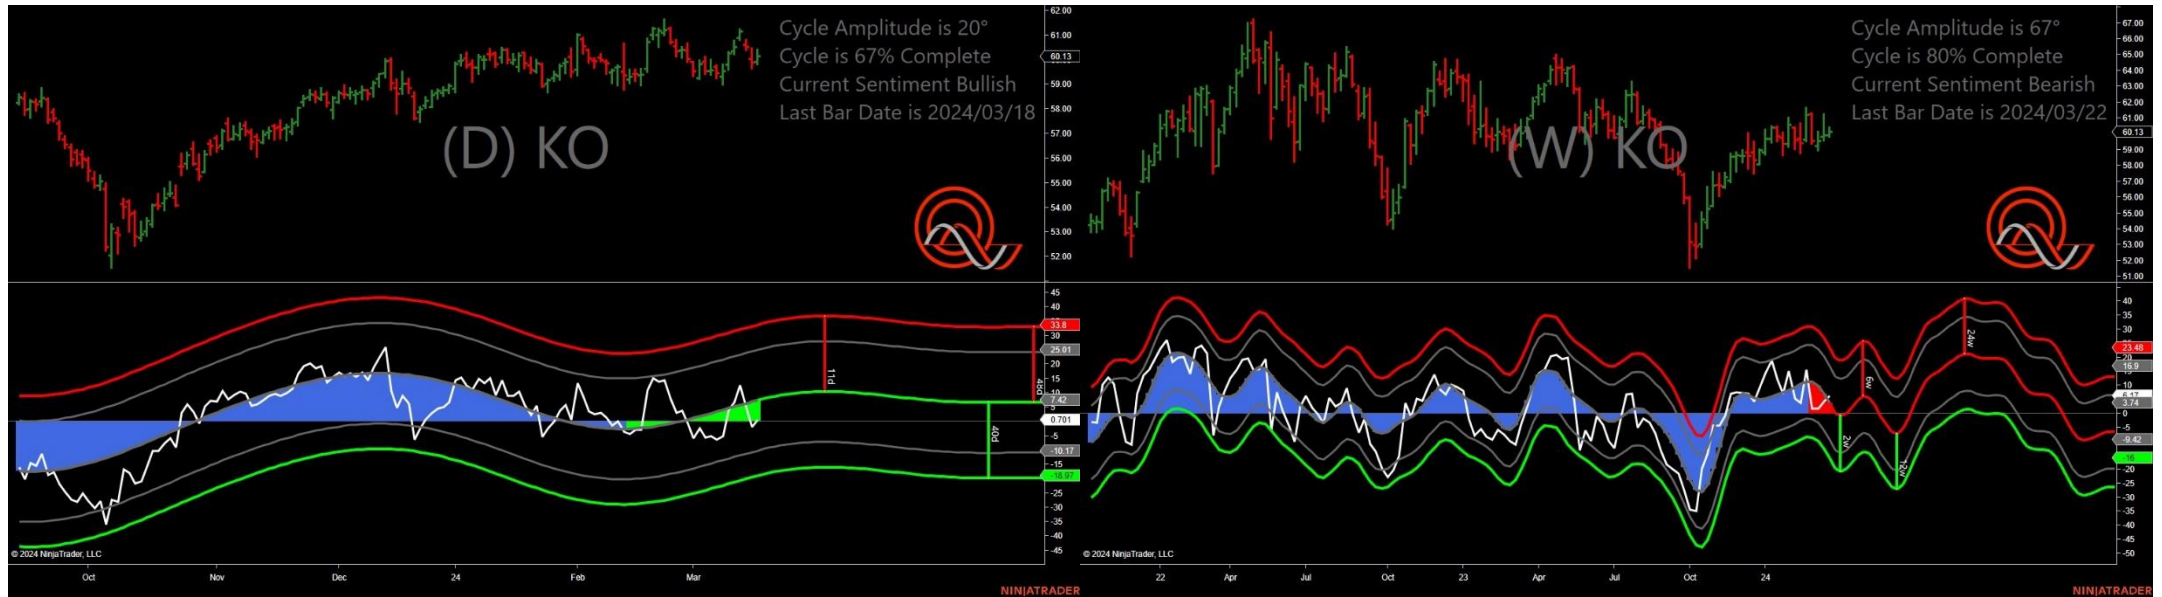 Cycle Amplitude is 20°
Cycle is 67% Complete
Current Sentiment Bullish
Last Bar Date is 2024/03/18
(D) KO
62.00
61.00
60.13
59.00
58.00
57.00
56.00
55.00
54.00
53.00
52.00
45
40
33.8
30
25.01
20
15
10
7.42
5
0.701
-5
-10.17
-15
-18.97
-25
-30
-35
-40
-45
11d
48d
40d
© 2024 NinjaTrader, LLC
Oct
Nov
Dec
24
Feb
Mar
NINJATRADER
Cycle Amplitude is 67°
Cycle is 80% Complete
Current Sentiment Bearish
Last Bar Date is 2024/03/22
(W) KO
67.00
66.00
65.00
64.00
63.00
62.00
61.00
60.13
59.00
58.00
57.00
56.00
55.00
54.00
53.00
52.00
51.00
40
35
30
23.48
20
16.9
10
6.17
3.74
0
-5
-9.42
-16
-20
-25
-30
-35
-40
-45
-50
24w
6w
2w
12w
© 2024 NinjaTrader, LLC
22
Apr
Jul
Oct
23
Apr
Jul
Oct
24
NINJATRADER